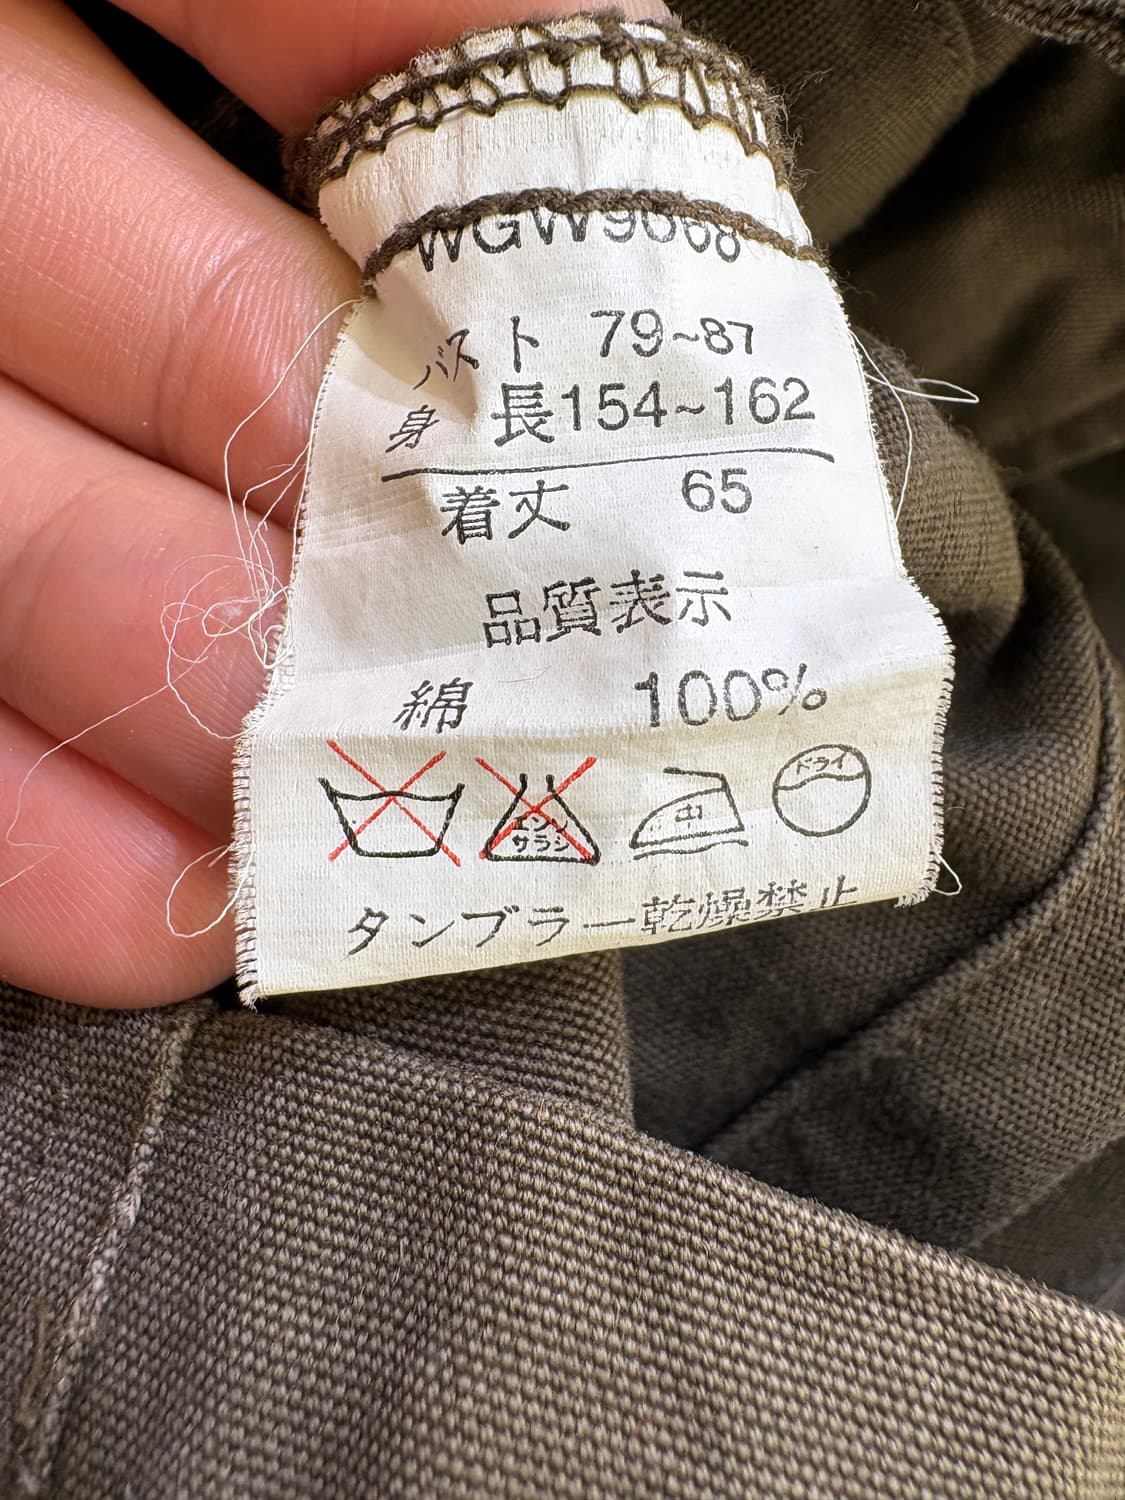 WGW9668
バスト 79~87
身長154~162
着丈 65
品質表示
綿 100%
エンソ サラシ
中
ドライ
タンブラー乾燥禁止